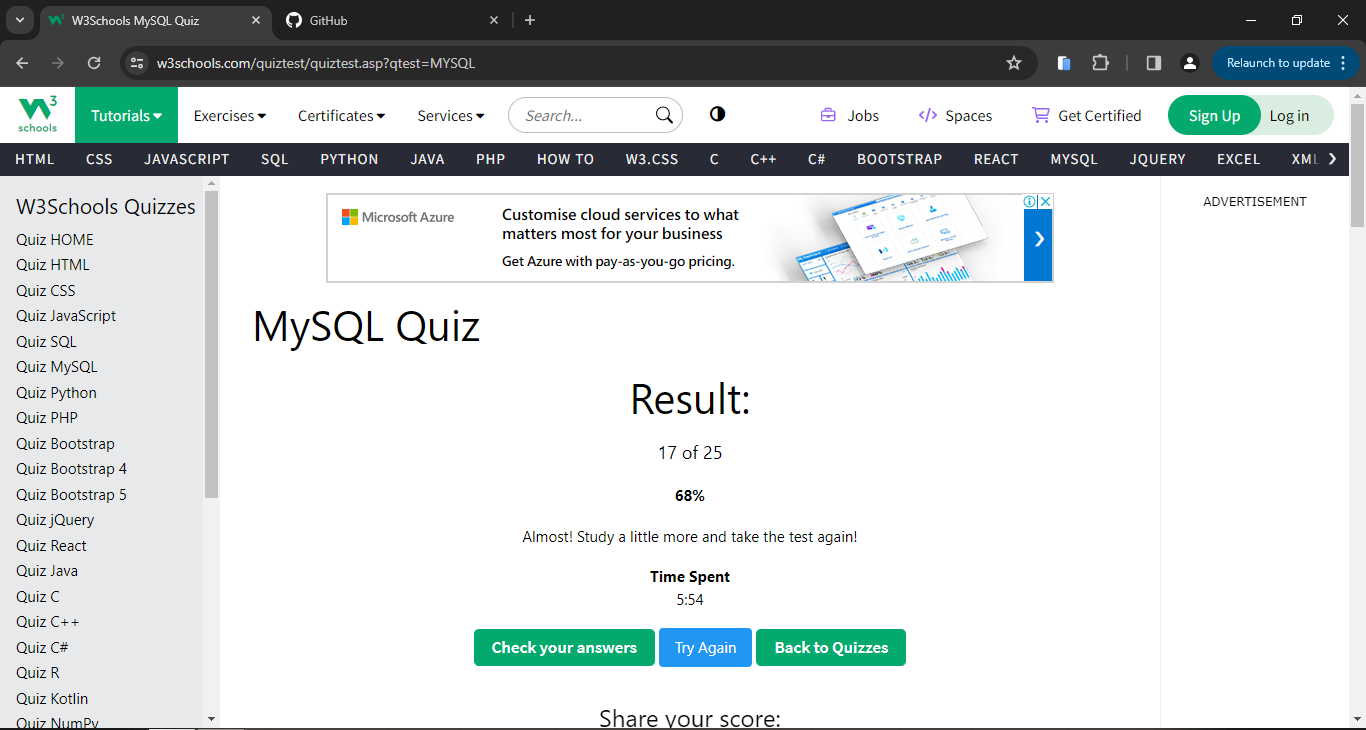 W3Schools MySQL Quiz
GitHub
w3schools.com/quiztest/quiztest.asp?qtest=MYSQL
Relaunch to update
W3
schools
Tutorials
Exercises
Certificates
Services
Search...
Jobs
Spaces
Get Certified
Sign Up
Log in
HTML CSS JAVASCRIPT SQL PYTHON JAVA PHP HOW TO W3.CSS C C++ C# BOOTSTRAP REACT MYSQL JQUERY EXCEL XML
W3Schools Quizzes
Quiz HOME
Quiz HTML
Quiz CSS
Quiz JavaScript
Quiz SQL
Quiz MySQL
Quiz Python
Quiz PHP
Quiz Bootstrap
Quiz Bootstrap 4
Quiz Bootstrap 5
Quiz jQuery
Quiz React
Quiz Java
Quiz C
Quiz C++
Quiz C#
Quiz R
Quiz Kotlin
Quiz NumPy
Microsoft Azure
Customise cloud services to what
matters most for your business
Get Azure with pay-as-you-go pricing.
ADVERTISEMENT
MySQL Quiz
Result:
17 of 25
68%
Almost! Study a little more and take the test again!
Time Spent
5:54
Check your answers
Try Again
Back to Quizzes
Share your score: